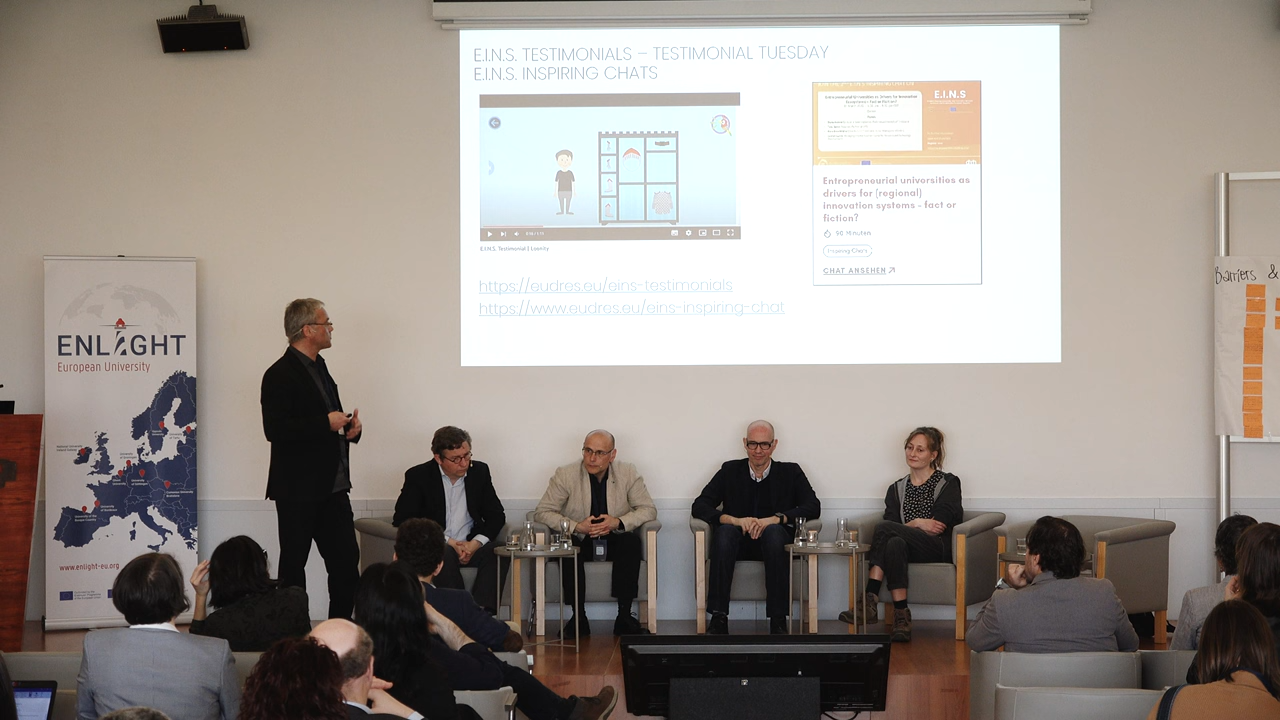 E.I.N.S. TESTIMONIALS – TESTIMONIAL TUESDAY
E.I.N.S. INSPIRING CHATS
E.I.N.S. Testimonial | Loonity
https://eudres.eu/eins-testimonials
https://www.eudres.eu/eins-inspiring-chat
E.I.N.S
Entrepreneurial universities as
drivers for (regional)
innovation systems - fact or
fiction?
90 Minuten
Inspiring Chats
CHAT ANSEHEN
ENLIGHT
European University
www.enlight-eu.org
Barriers &